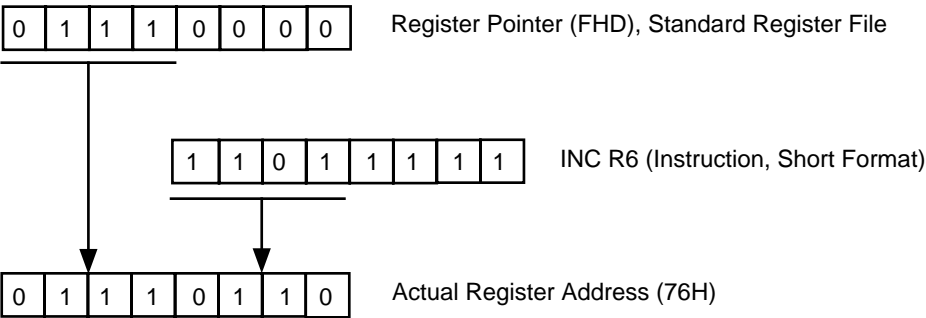 0 1 1 1 0 0 0 0 Register Pointer (FHD), Standard Register File
1 1 0 1 1 1 1 1 INC R6 (Instruction, Short Format)
0 1 1 1 0 1 1 0 Actual Register Address (76H)